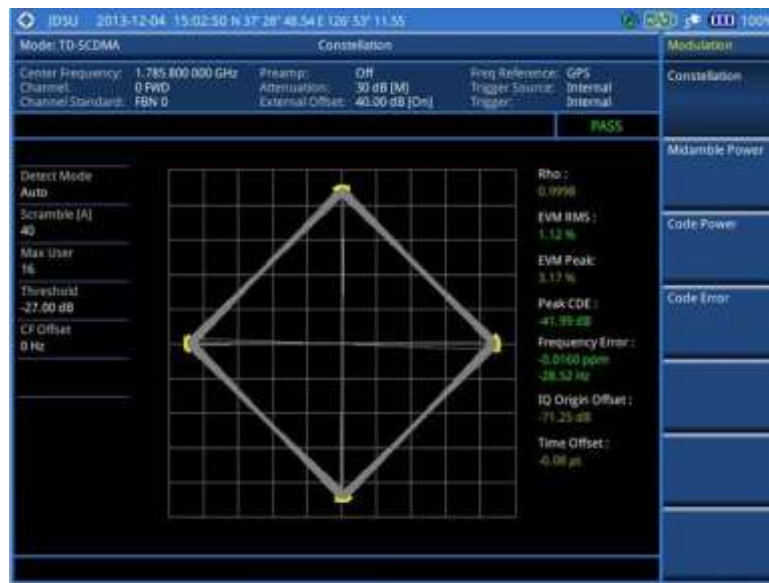 JDSU 2013-12-04 15:02:50 N 37° 28' 48.54 E 126° 53' 11.55 100%
Mode: TD-SCDMA Constellation Modulation
Center Frequency: 1.785 800 000 GHz Preamp: Off Freq Reference: GPS
Channel: 0 FWD Attenuation: 30 dB [M] Trigger Source: Internal
Channel Standard: FBN 0 External Offset: 40.00 dB [On] Trigger: Internal
Constellation
PASS
Midamble Power
Code Power
Code Error
Detect Mode
Auto
Scramble [A]
40
Max User
16
Threshold
-27.00 dB
CF Offset
0 Hz
Rho :
0.9998
EVM RMS :
1.12 %
EVM Peak:
3.17 %
Peak CDE :
-41.99 dB
Frequency Error :
-0.0160 ppm
-28.52 Hz
IQ Origin Offset :
-71.25 dB
Time Offset :
-0.08 µs